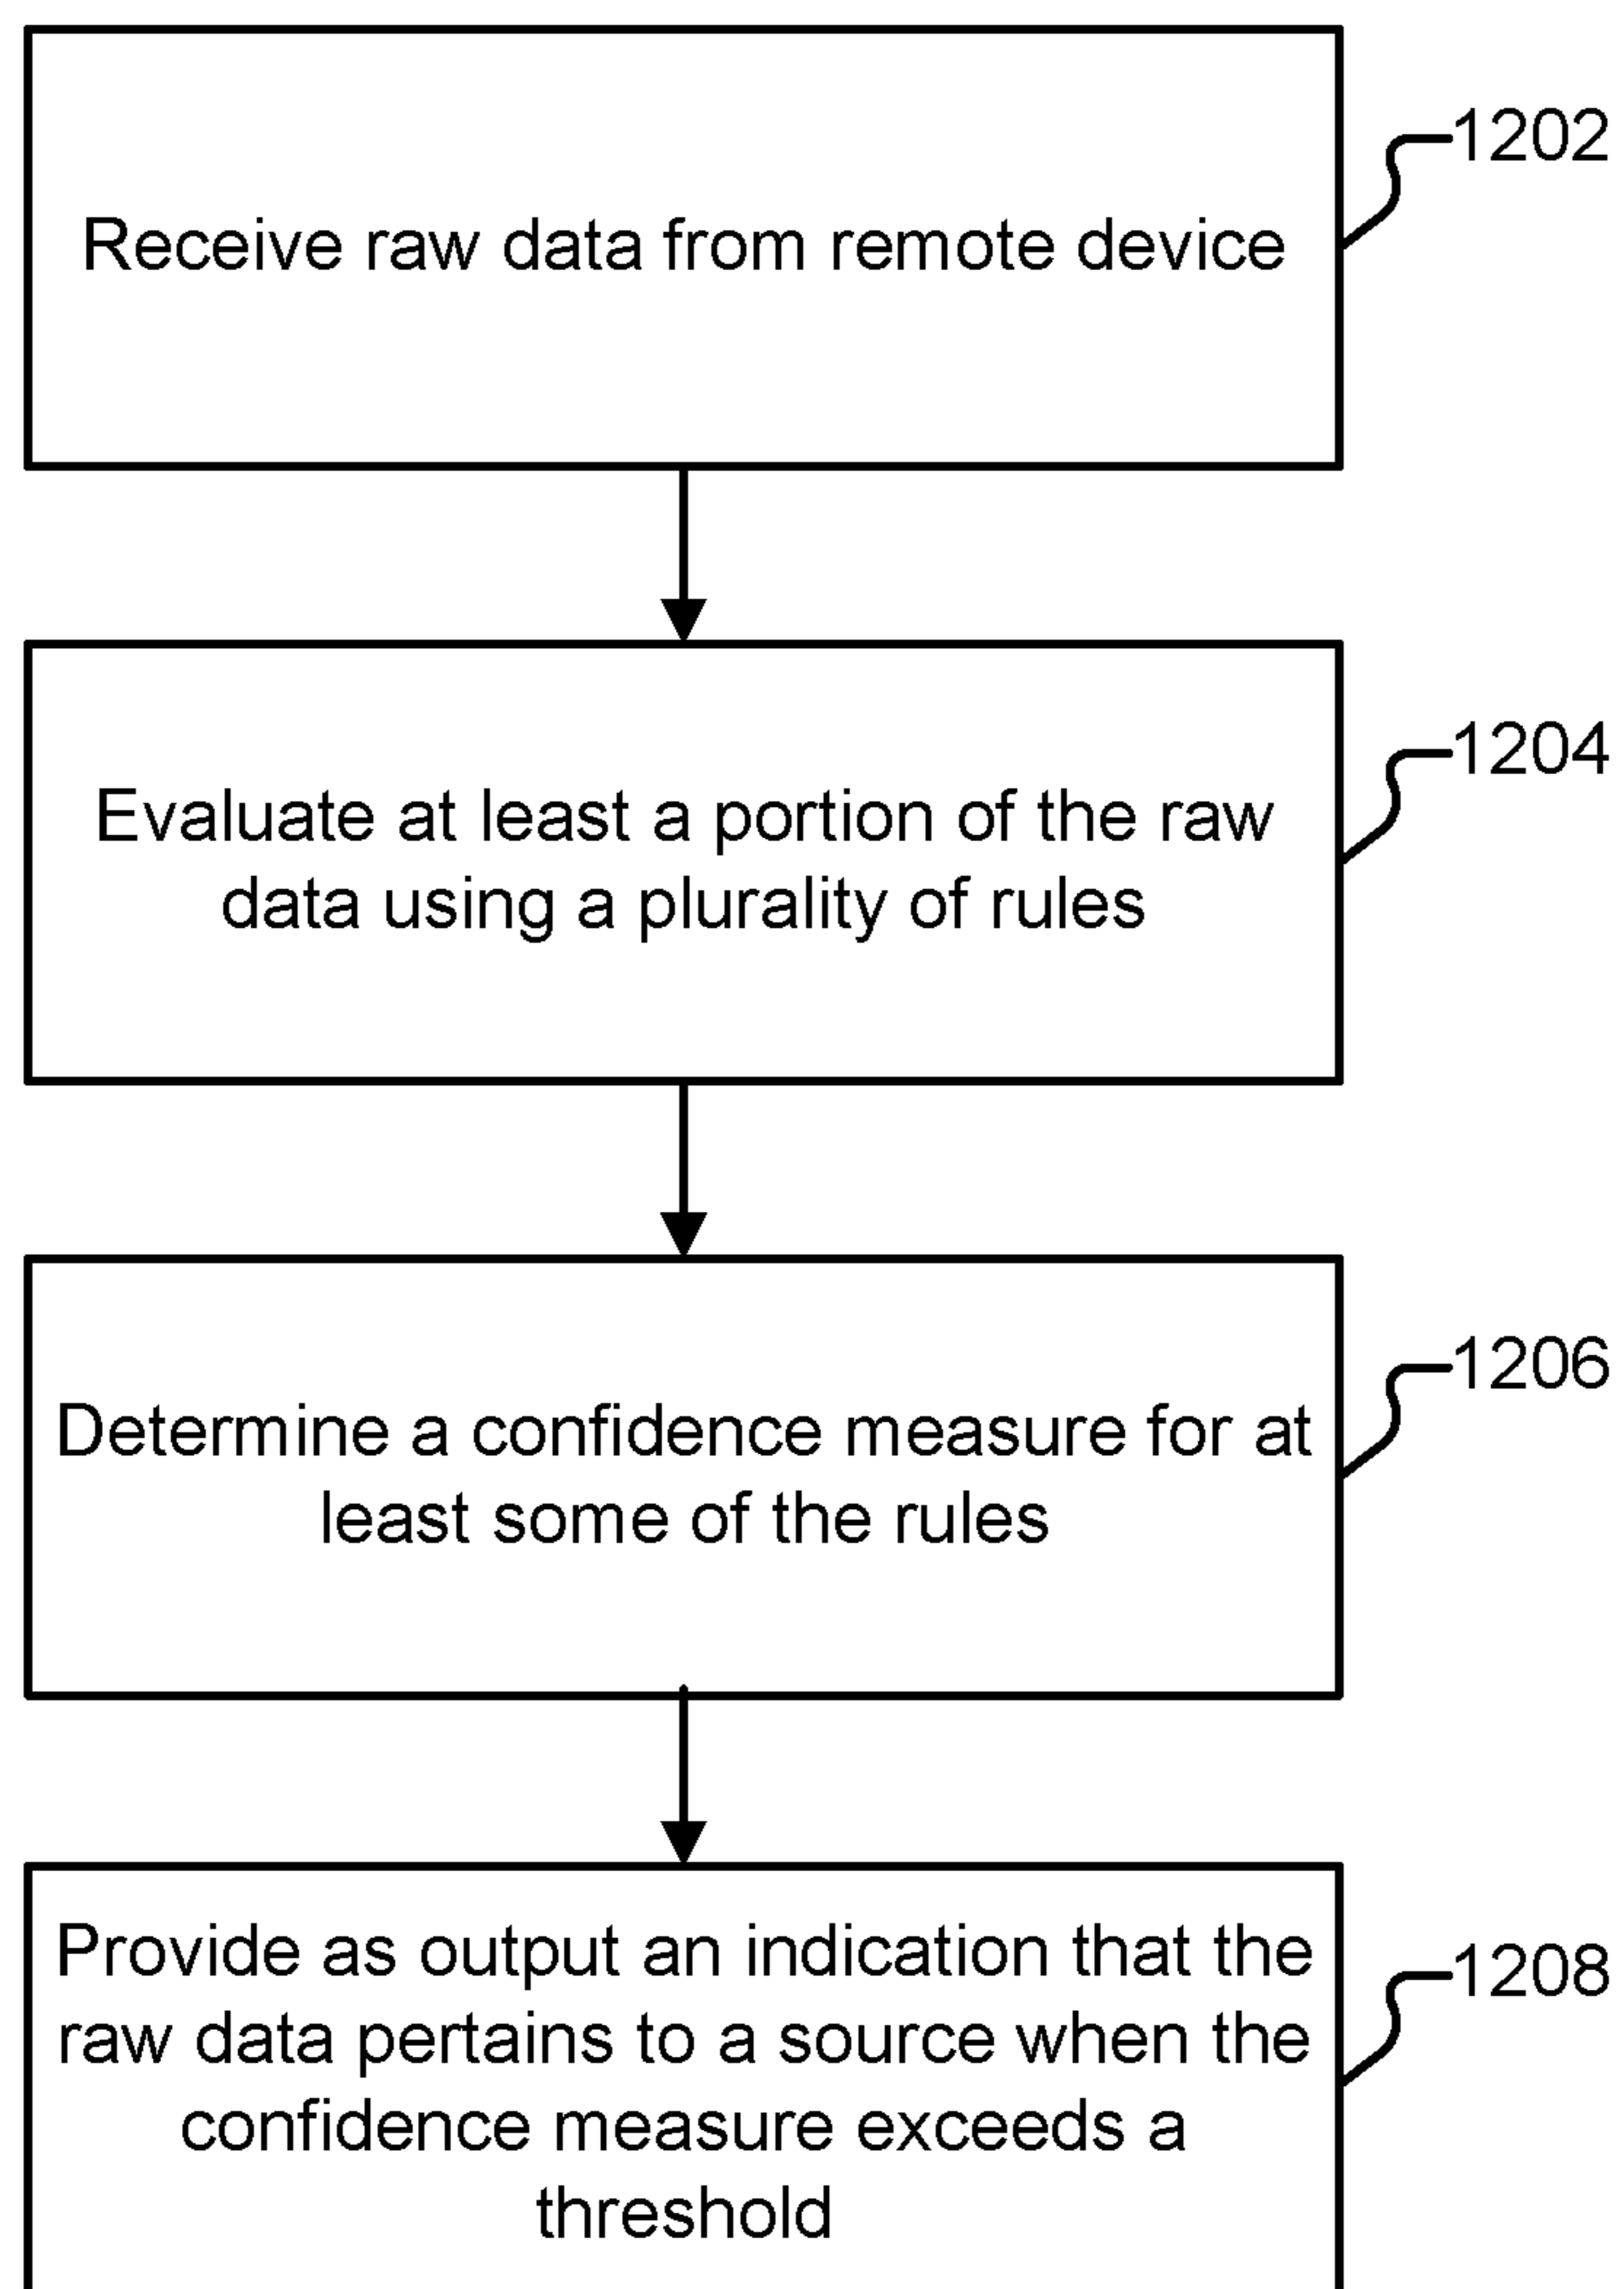 1202
Receive raw data from remote device
1204
Evaluate at least a portion of the raw
data using a plurality of rules
1206
Determine a confidence measure for at
least some of the rules
1208
Provide as output an indication that the
raw data pertains to a source when the
confidence measure exceeds a
threshold